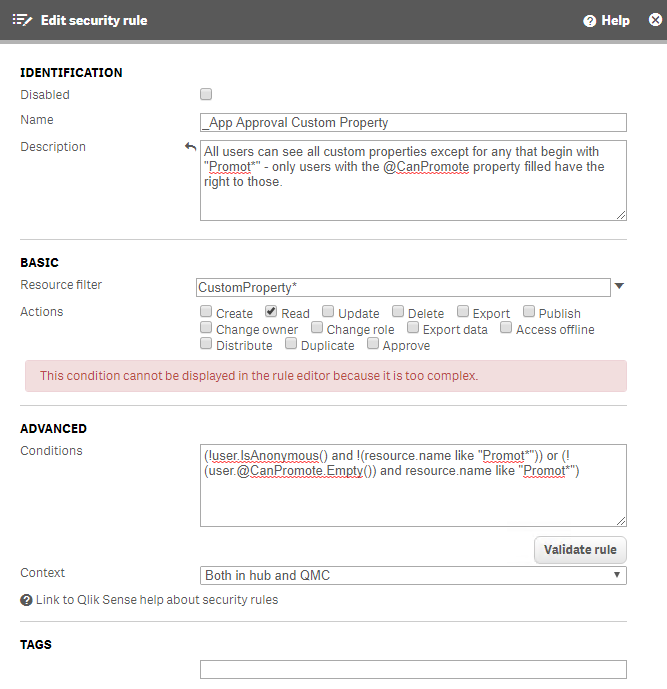 Edit security rule
Help
IDENTIFICATION
Disabled
Name
_App Approval Custom Property
Description
All users can see all custom properties except for any that begin with
"Promot*" - only users with the @CanPromote property filled have the
right to those.
BASIC
Resource filter
CustomProperty*
Actions
Create Read Update Delete Export Publish
Change owner Change role Export data Access offline
Distribute Duplicate Approve
This condition cannot be displayed in the rule editor because it is too complex.
ADVANCED
Conditions
(!user.IsAnonymous() and !(resource.name like "Promot*")) or (!
(user.@CanPromote.Empty()) and resource.name like "Promot*")
Validate rule
Context
Both in hub and QMC
Link to Qlik Sense help about security rules
TAGS